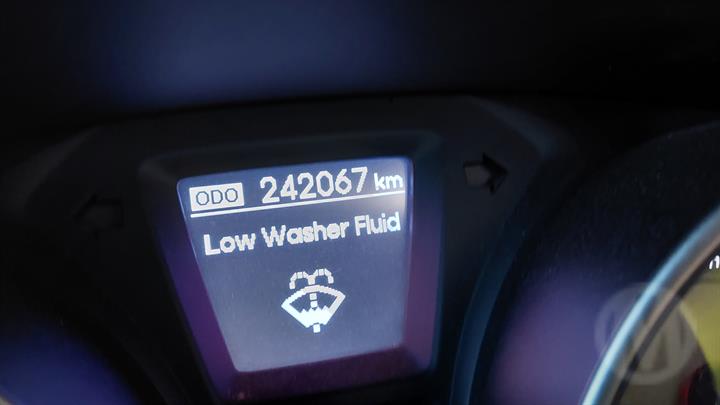 ODO 242067 km
Low Washer Fluid